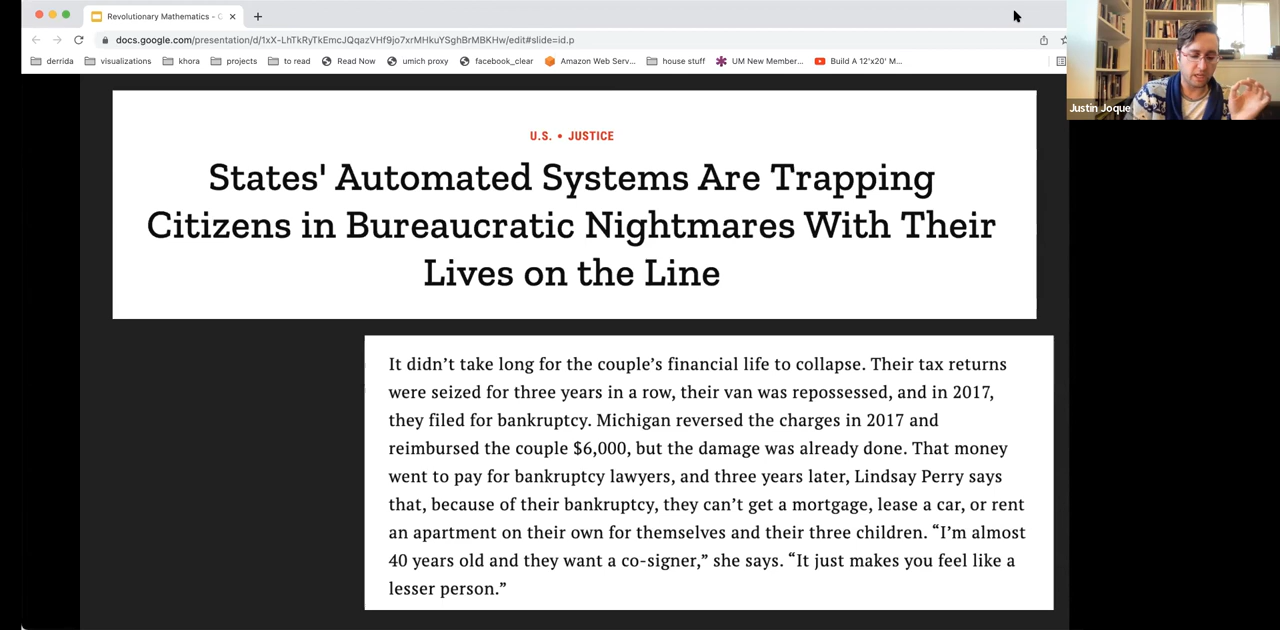 Revolutionary Mathematics - G
docs.google.com/presentation/d/1xX-LhTkRyTkEmcJQqazVHf9jo7xrMHkuYSghBrMBKHw/edit#slide=id.p
derrida visualizations khora projects to read Read Now umich proxy facebook_clear Amazon Web Serv... house stuff UM New Member... Build A 12'x20' M...
Justin Joque
U.S. • JUSTICE
States' Automated Systems Are Trapping
Citizens in Bureaucratic Nightmares With Their
Lives on the Line
It didn’t take long for the couple’s financial life to collapse. Their tax returns
were seized for three years in a row, their van was repossessed, and in 2017,
they filed for bankruptcy. Michigan reversed the charges in 2017 and
reimbursed the couple $6,000, but the damage was already done. That money
went to pay for bankruptcy lawyers, and three years later, Lindsay Perry says
that, because of their bankruptcy, they can’t get a mortgage, lease a car, or rent
an apartment on their own for themselves and their three children. “I’m almost
40 years old and they want a co-signer,” she says. “It just makes you feel like a
lesser person.”